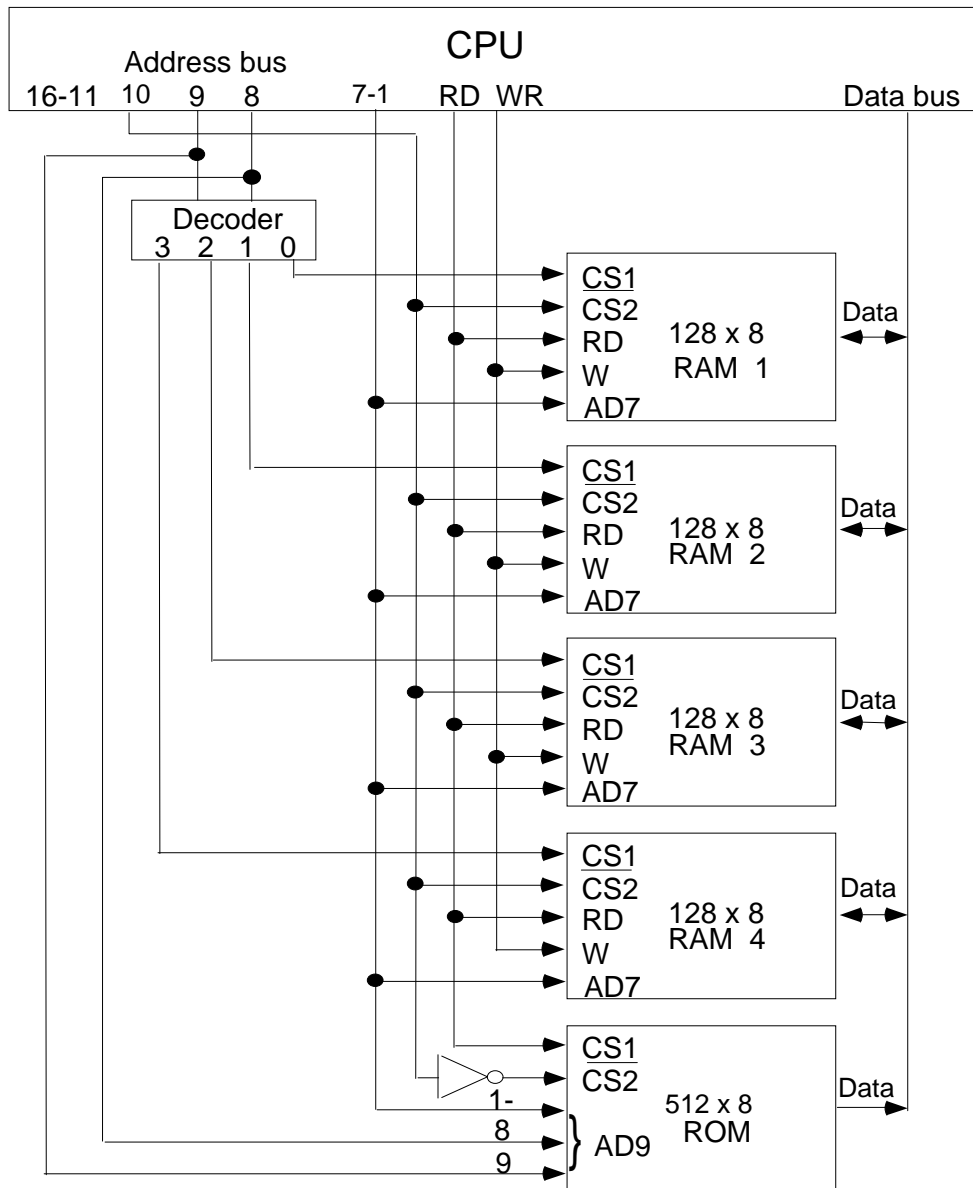 CPU
Address bus
16-11 10 9 8 7-1 RD WR Data bus
Decoder
3 2 1 0
CS1
CS2
RD
W
AD7
128 x 8
RAM 1
Data
CS1
CS2
RD
W
AD7
128 x 8
RAM 2
Data
CS1
CS2
RD
W
AD7
128 x 8
RAM 3
Data
CS1
CS2
RD
W
AD7
128 x 8
RAM 4
Data
CS1
CS2
1-
8
9
} AD9
512 x 8
ROM
Data